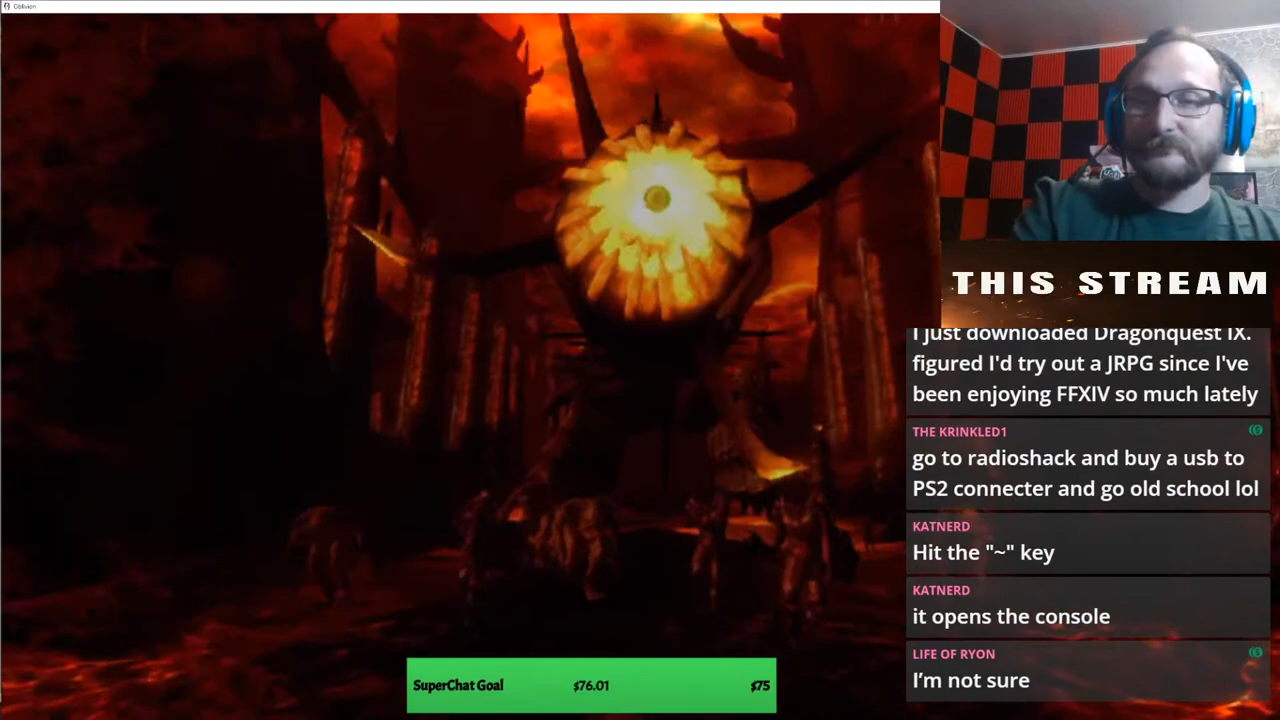 Oblivion
THIS STREAM
I just downloaded Dragonquest IX.
figured I'd try out a JRPG since I've
been enjoying FFXIV so much lately
THE KRINKLED1
go to radioshack and buy a usb to
PS2 connecter and go old school lol
KATNERD
Hit the "~" key
KATNERD
it opens the console
LIFE OF RYON
I'm not sure
SuperChat Goal $76.01 $75